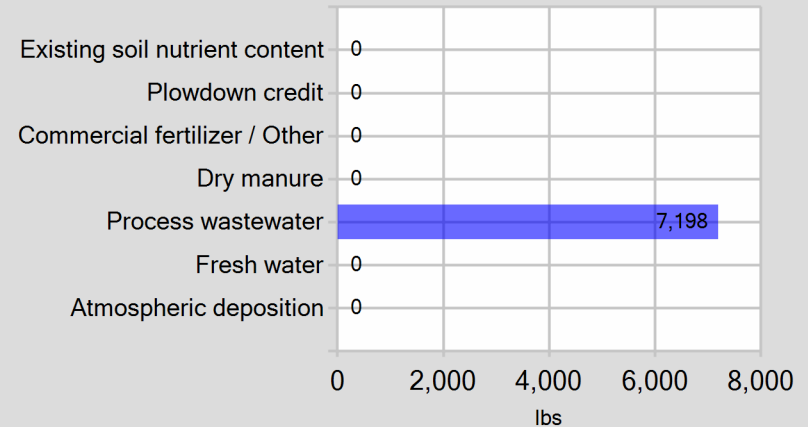 Existing soil nutrient content 0
Plowdown credit 0
Commercial fertilizer / Other 0
Dry manure 0
Process wastewater 7,198
Fresh water 0
Atmospheric deposition 0
0 2,000 4,000 6,000 8,000
lbs